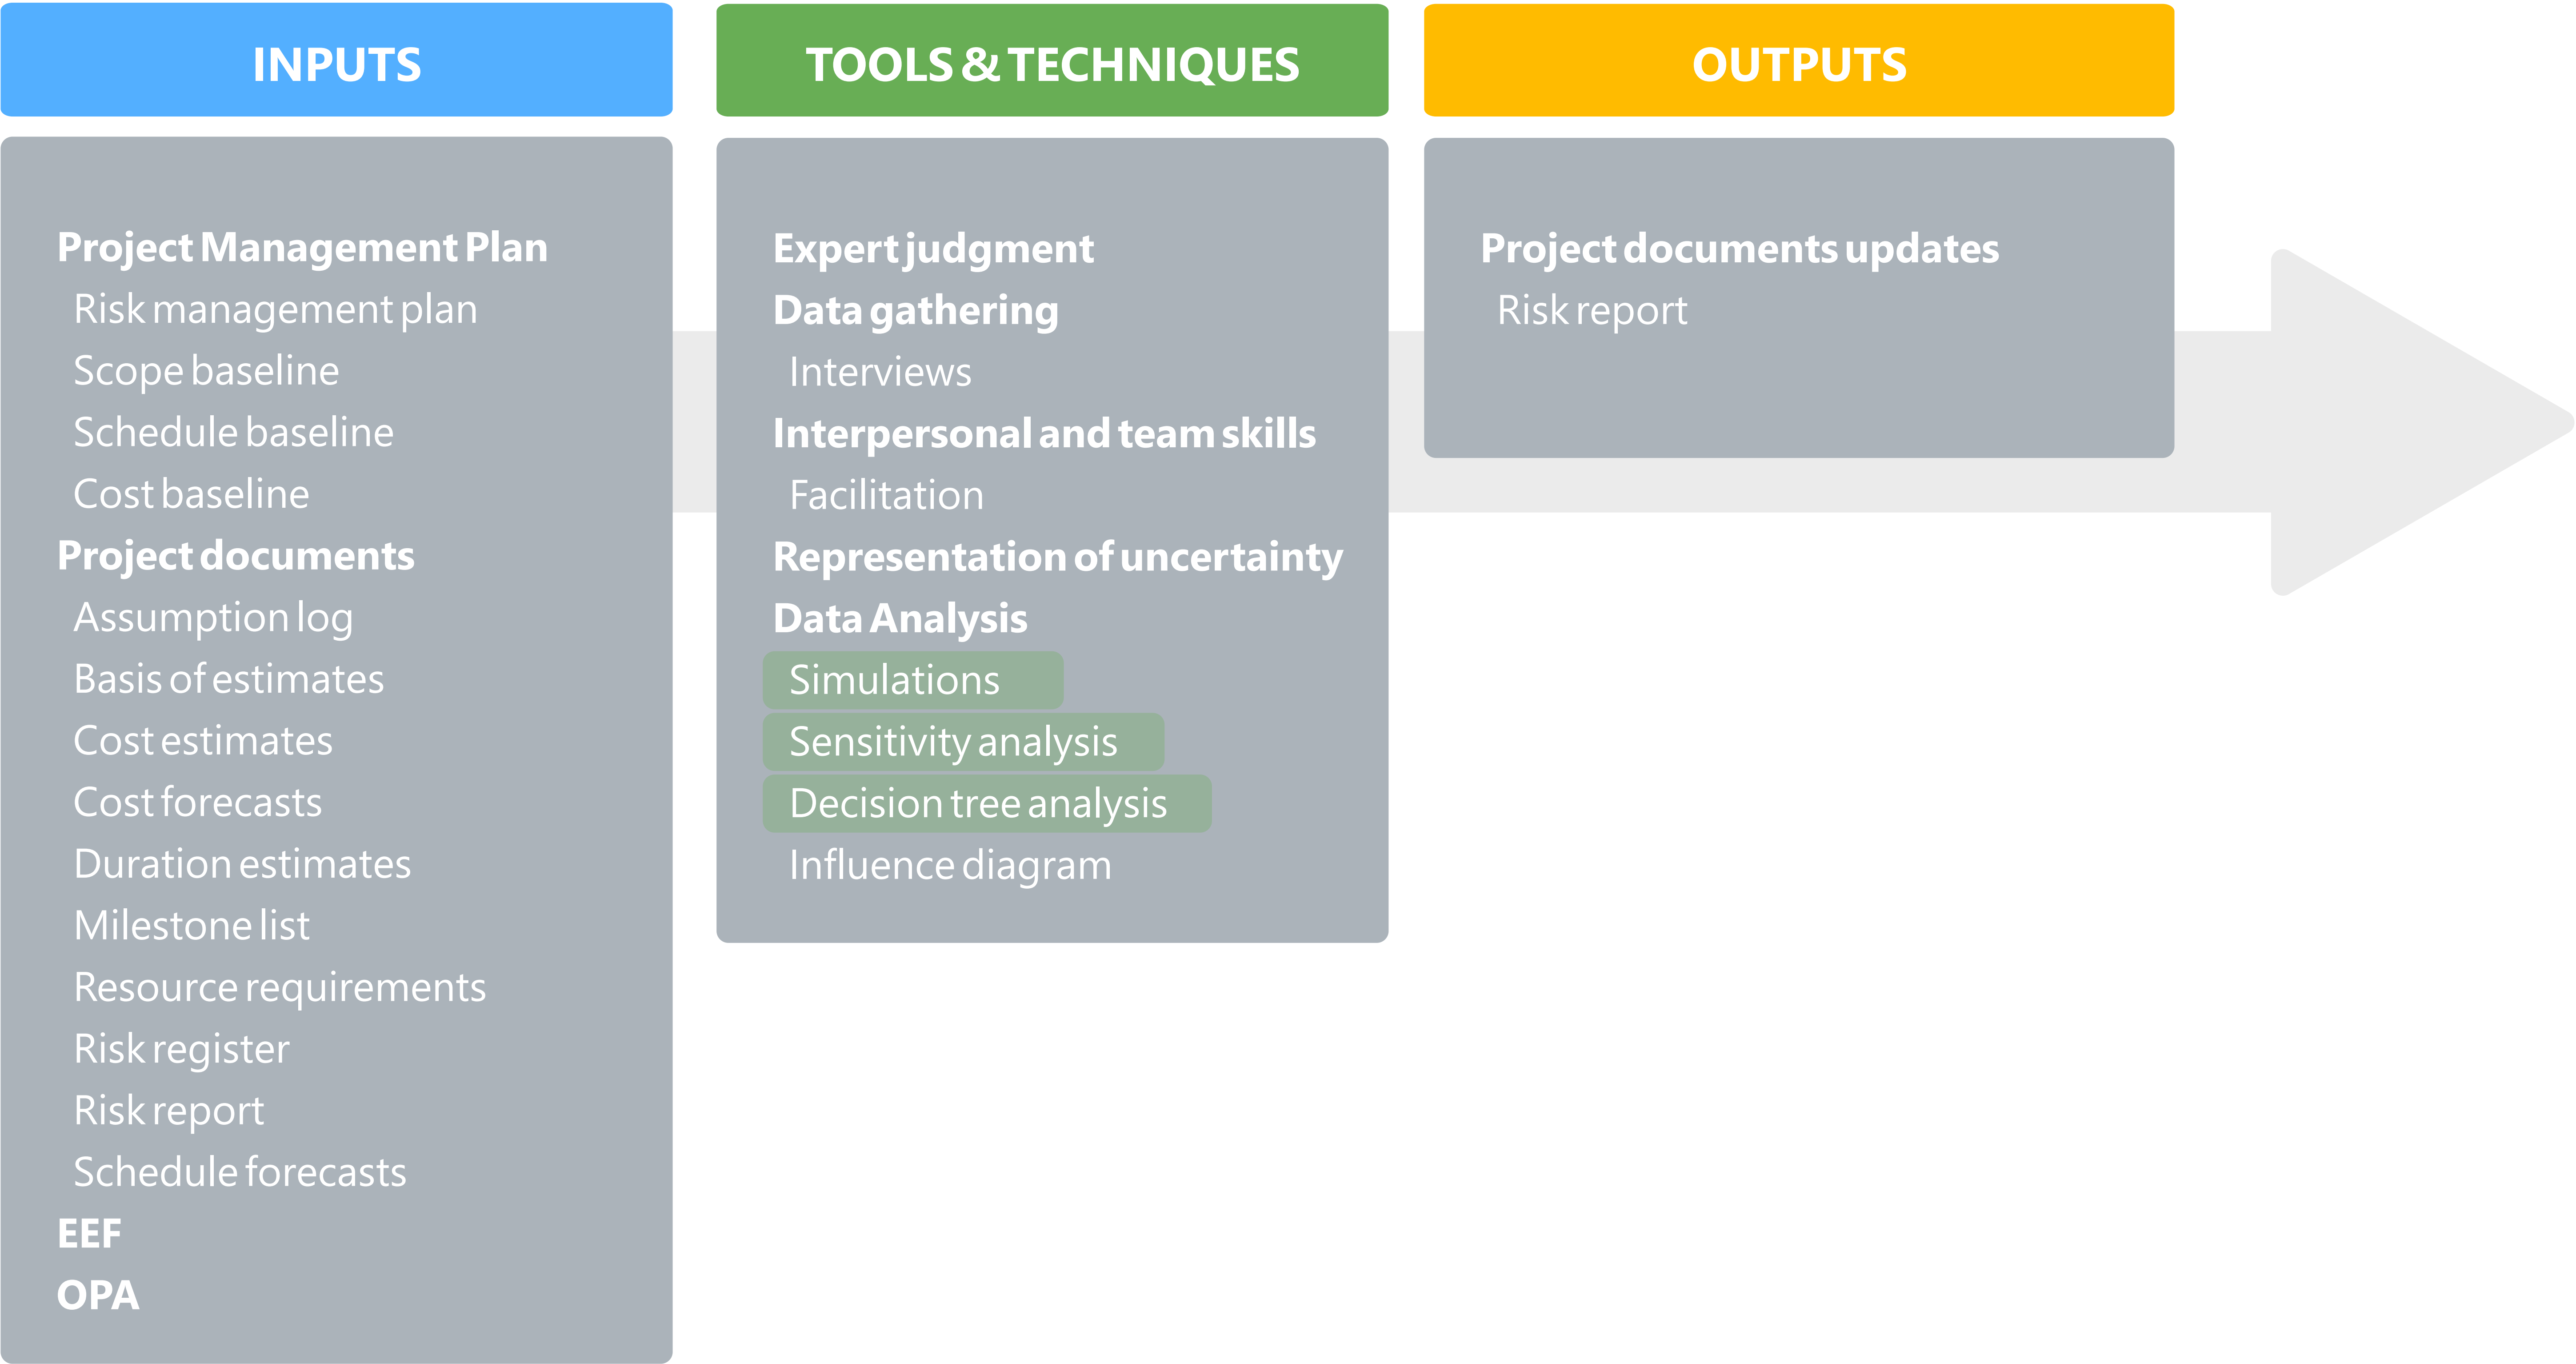 INPUTS
Project Management Plan
Risk management plan
Scope baseline
Schedule baseline
Cost baseline
Project documents
Assumption log
Basis of estimates
Cost estimates
Cost forecasts
Duration estimates
Milestone list
Resource requirements
Risk register
Risk report
Schedule forecasts
EEF
OPA
TOOLS & TECHNIQUES
Expert judgment
Data gathering
Interviews
Interpersonal and team skills
Facilitation
Representation of uncertainty
Data Analysis
Simulations
Sensitivity analysis
Decision tree analysis
Influence diagram
OUTPUTS
Project documents updates
Risk report